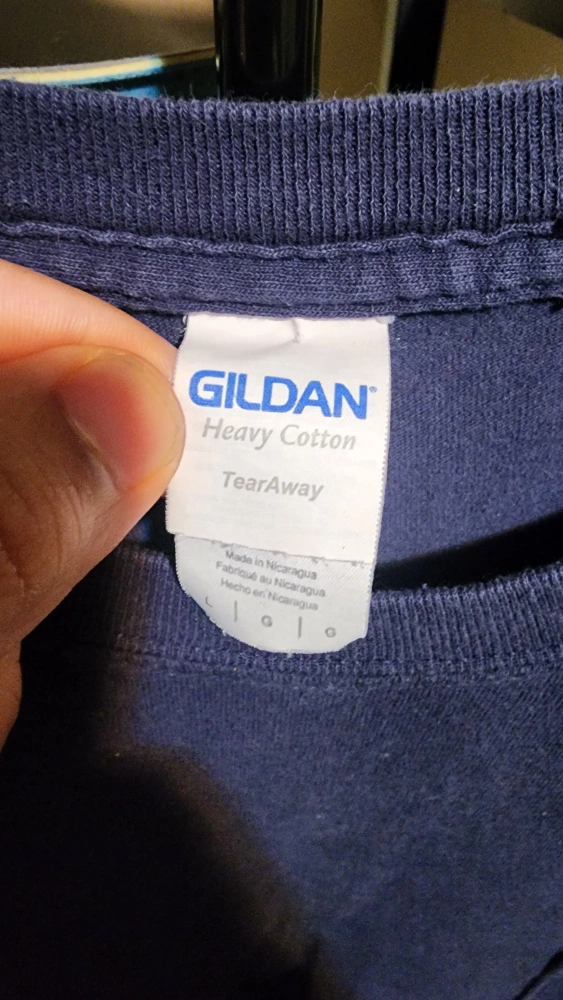 GILDAN®
Heavy Cotton
TearAway
Made in Nicaragua
Fabriqué au Nicaragua
Hecho en Nicaragua
L | G | G